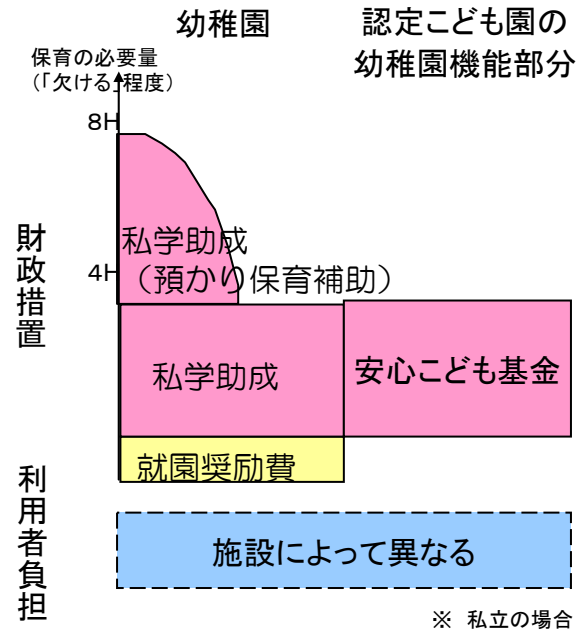 幼稚園
認定こども園の
幼稚園機能部分
保育の必要量
(「欠ける」程度)
8H
財政措置
私学助成
4H
(預かり保育補助)
私学助成
安心こども基金
就園奨励費
利用者負担
施設によって異なる
※ 私立の場合